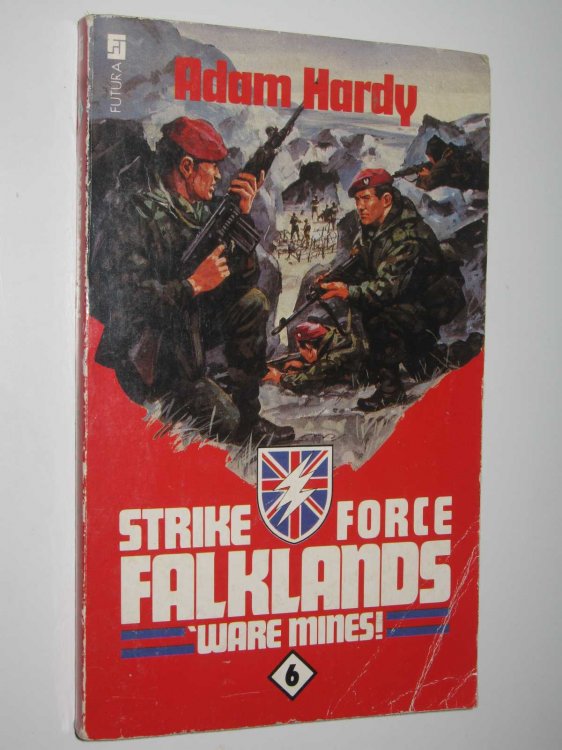 FUTURA
Adam Hardy
STRIKE FORCE
FALKLANDS
'WARE MINES!
6